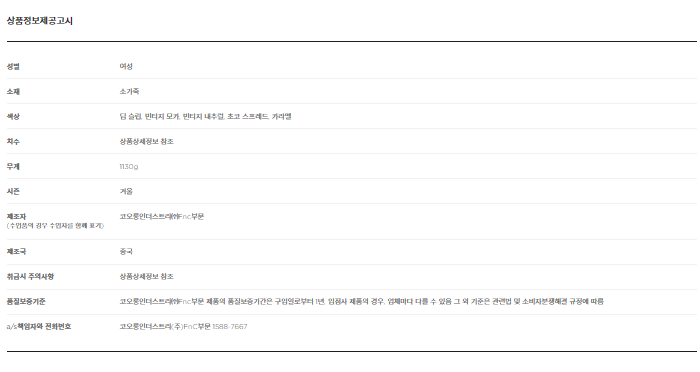 상품정보제공고시
성별 여성
소재 소가죽
색상 딥 슬립, 빈티지 모카, 빈티지 내추럴, 초코 스트레드, 카라멜
치수 상품상세정보 참조
무게 1130g
시즌 겨울
제조자 코오롱인더스트리㈜Fnc부문
(수입품의 경우 수입자를 함께 표기)
제조국 중국
취급시 주의사항 상품상세정보 참조
품질보증기준 코오롱인더스트리㈜Fnc부문 제품의 품질보증기간은 구입일로부터 1년, 입점사 제품의 경우, 업체마다 다를 수 있음 그 외 기준은 관련법 및 소비자분쟁해결 규정에 따름
a/s책임자와 전화번호 코오롱인더스트리(주)FnC부문 1588-7667